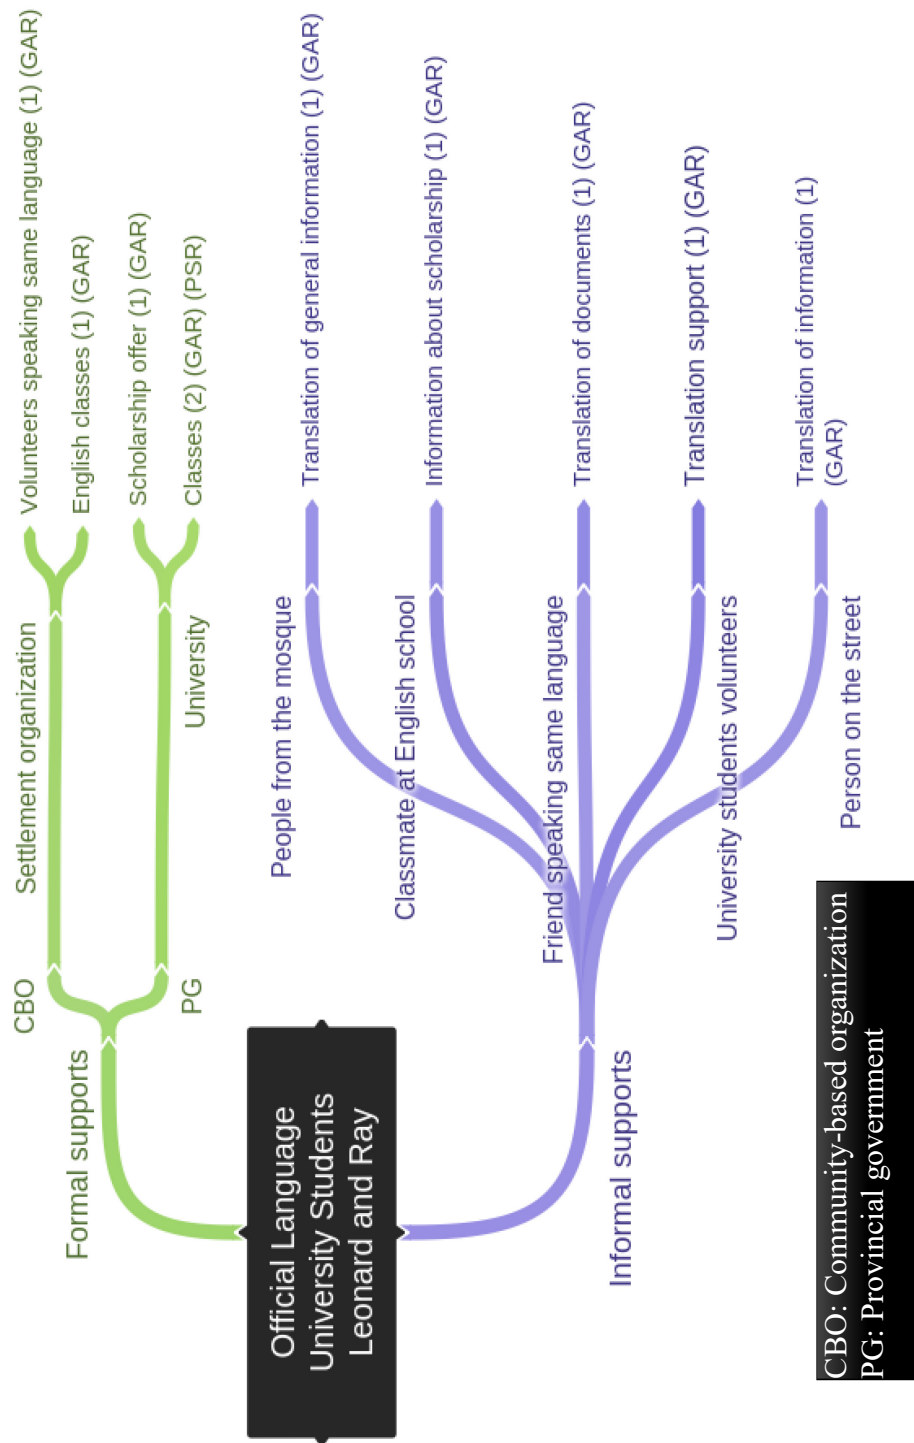 Official Language
University Students
Leonard and Ray
Formal supports
CBO
Settlement organization
Volunteers speaking same language (1) (GAR)
English classes (1) (GAR)
PG
University
Scholarship offer (1) (GAR)
Classes (2) (GAR) (PSR)
Informal supports
People from the mosque
Translation of general information (1) (GAR)
Classmate at English school
Information about scholarship (1) (GAR)
Friend speaking same language
Translation of documents (1) (GAR)
University students volunteers
Translation support (1) (GAR)
Person on the street
Translation of information (1)
(GAR)
CBO: Community-based organization
PG: Provincial government